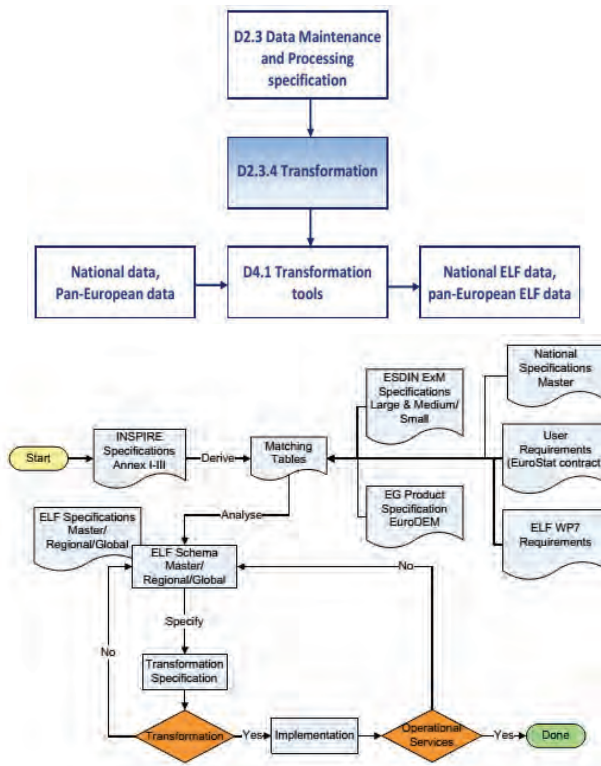 D2.3 Data Maintenance
and Processing
specification
D2.3.4 Transformation
National data,
Pan-European data
D4.1 Transformation
tools
National ELF data,
pan-European ELF data
ESDIN ExM
Specifications
Large & Medium/
Small
National
Specifications
Master
Start
INSPIRE
Specifications
Annex I-III
Derive
Matching
Tables
User
Requirements
(EuroStat contract)
EG Product
Specification
EuroDEM
ELF WP7
Requirements
ELF Specifications
Master/
Regional/Global
Analyse
ELF Schema
Master/
Regional/Global
No
Specify
No
Transformation
Specification
Transformation
Yes
Implementation
Operational
Services
Yes
Done